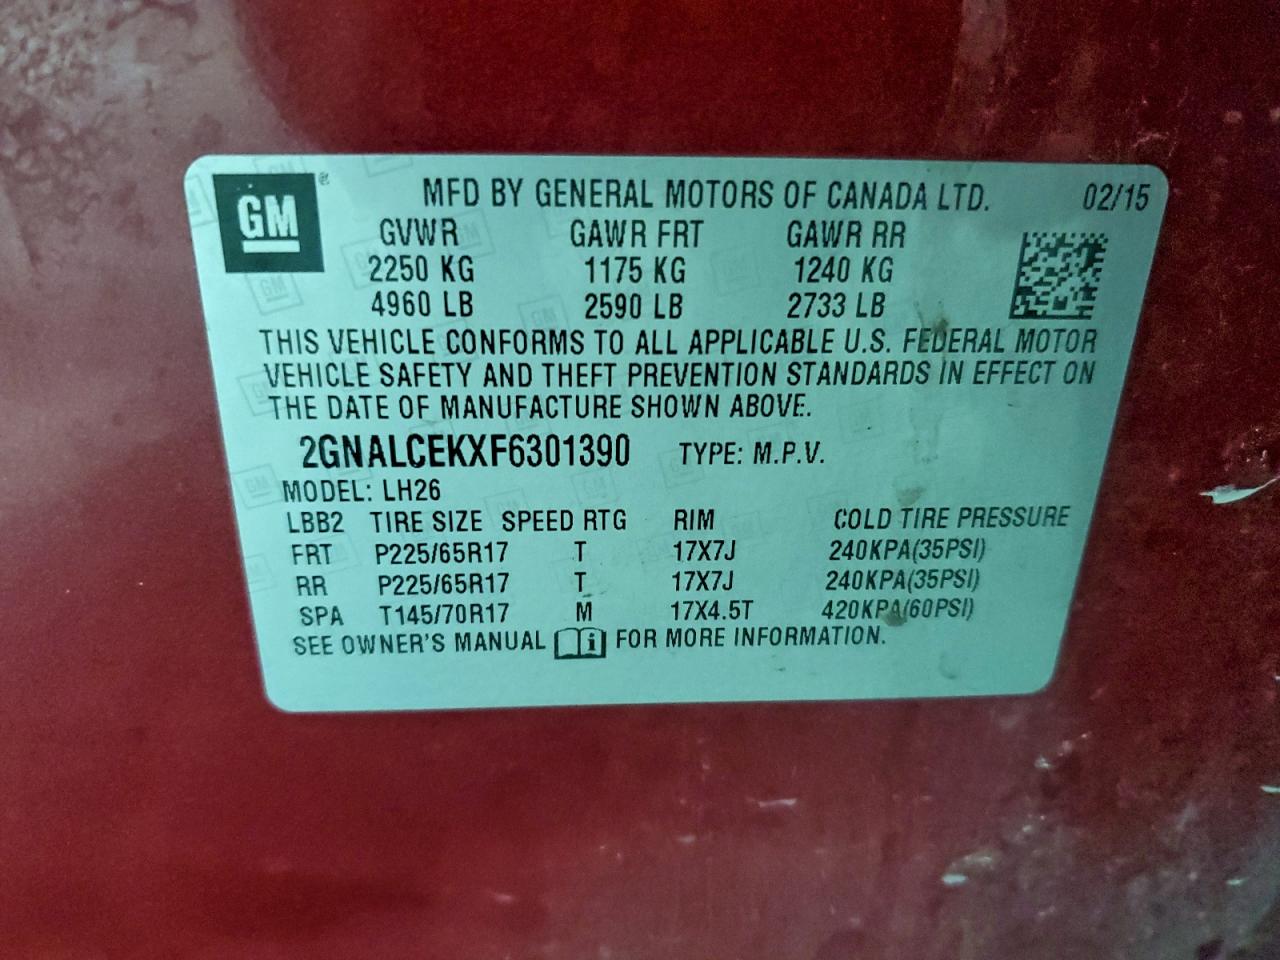 GM ® MFD BY GENERAL MOTORS OF CANADA LTD. 02/15
GVWR GAWR FRT GAWR RR
2250 KG 1175 KG 1240 KG
4960 LB 2590 LB 2733 LB
THIS VEHICLE CONFORMS TO ALL APPLICABLE U.S. FEDERAL MOTOR
VEHICLE SAFETY AND THEFT PREVENTION STANDARDS IN EFFECT ON
THE DATE OF MANUFACTURE SHOWN ABOVE.
2GNALCEKXF6301390 TYPE: M.P.V.
MODEL: LH26
LBB2 TIRE SIZE SPEED RTG RIM COLD TIRE PRESSURE
FRT P225/65R17 T 17X7J 240KPA(35PSI)
RR P225/65R17 T 17X7J 240KPA(35PSI)
SPA T145/70R17 M 17X4.5T 420KPA(60PSI)
SEE OWNER'S MANUAL i FOR MORE INFORMATION.